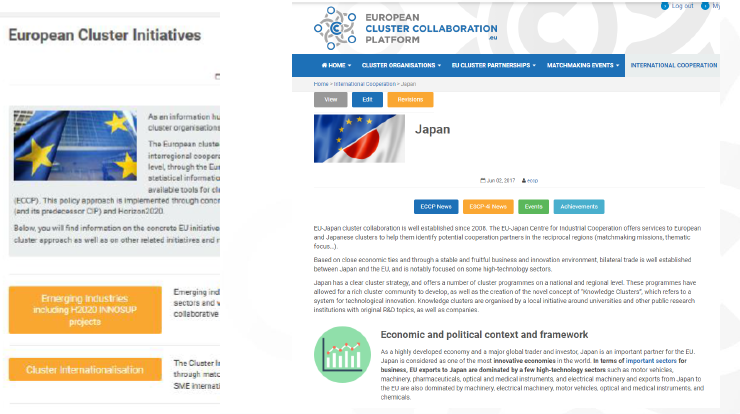 European Cluster Initiatives
As an information hu
cluster organisations
The European cluste
interregional coopera
level, through the Eur
statistical informatio
available tools for cle
(ECCP). This policy approach is implemented through concr
(and its predecessor CIP) and Horizon2020.
Below, you will find information on the concrete EU initiative
cluster approach as well as on other related initiatives and r
Emerging industries
including H2020 INNOSUP
projects
Emerging ind
sectors and v
collaborative
Cluster internationalisation
The Cluster In
through matc
SME internati
Log out
My
EUROPEAN
CLUSTER COLLABORATION
PLATFORM
.eu
HOME
CLUSTER ORGANISATIONS
EU CLUSTER PARTNERSHIPS
MATCHMAKING EVENTS
INTERNATIONAL COOPERATION
Home > International Cooperation > Japan
View
Edit
Revisions
Japan
Jun 02, 2017
eccp
ECCP News
ESCP-4i News
Events
Achievements
EU-Japan cluster collaboration is well established since 2006. The EU-Japan Centre for Industrial Cooperation offers services to European
and Japanese clusters to help them identify potential cooperation partners in the reciprocal regions (matchmaking missions, thematic
focus...).
Based on close economic ties and through a stable and fruitful business and innovation environment, bilateral trade is well established
between Japan and the EU, and is notably focused on some high-technology sectors.
Japan has a clear cluster strategy, and offers a number of cluster programmes on a national and regional level. These programmes have
allowed for a rich cluster community to develop, as well as the creation of the novel concept of "Knowledge Clusters", which refers to a
system for technological innovation. Knowledge clusters are organised by a local initiative around universities and other public research
institutions with original R&D topics, as well as companies.
Economic and political context and framework
As a highly developed economy and a major global trader and investor, Japan is an important partner for the EU.
Japan is considered as one of the most innovative economies in the world. In terms of important sectors for
business, EU exports to Japan are dominated by a few high-technology sectors such as motor vehicles,
machinery, pharmaceuticals, optical and medical instruments, and electrical machinery and exports from Japan to
the EU are also dominated by machinery, electrical machinery, motor vehicles, optical and medical instruments, and
chemicals.